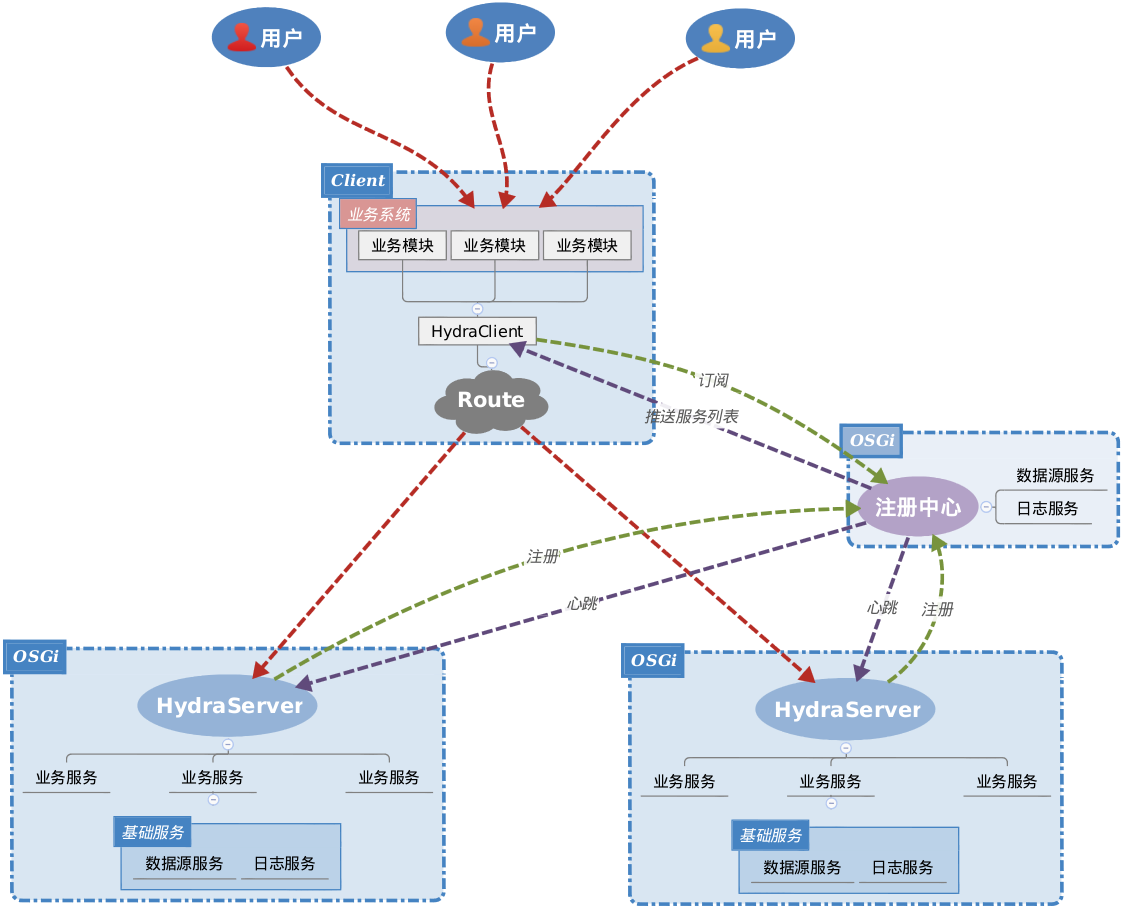 用户
用户
用户
Client
业务系统
业务模块
业务模块
业务模块
HydraClient
Route
订阅
推送服务列表
OSGi
注册中心
数据源服务
日志服务
注册
心跳
心跳
注册
OSGi
HydraServer
业务服务
业务服务
业务服务
基础服务
数据源服务
日志服务
OSGi
HydraServer
业务服务
业务服务
业务服务
基础服务
数据源服务
日志服务